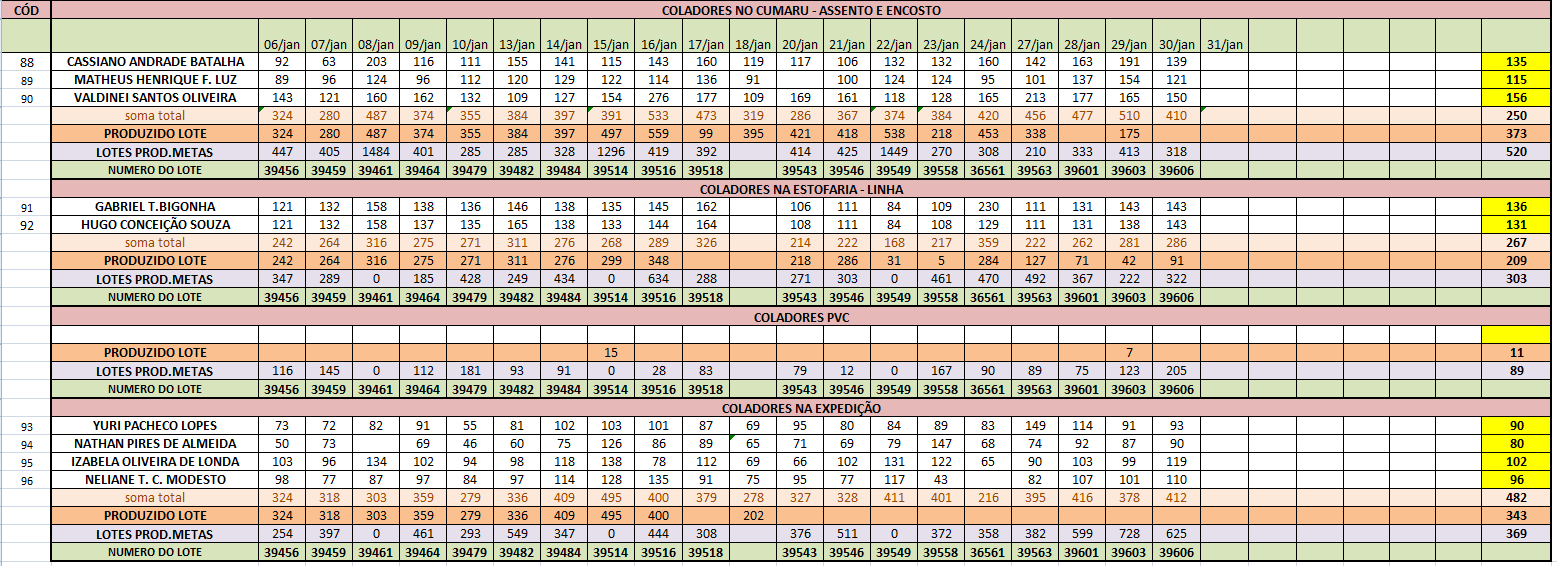 CÓD COLADORES NO CUMARU - ASSENTO E ENCOSTO
06/jan 07/jan 08/jan 09/jan 10/jan 13/jan 14/jan 15/jan 16/jan 17/jan 18/jan 20/jan 21/jan 22/jan 23/jan 24/jan 27/jan 28/jan 29/jan 30/jan 31/jan
88 CASSIANO ANDRADE BATALHA 92 63 203 116 111 155 141 115 143 160 119 117 106 132 132 160 142 163 191 139 135
89 MATHEUS HENRIQUE F. LUZ 89 96 124 96 112 120 129 122 114 136 91 100 124 124 95 101 137 154 121 115
90 VALDINEI SANTOS OLIVEIRA 143 121 160 162 132 109 127 154 276 177 109 169 161 118 128 165 213 177 165 150 156
soma total 324 280 487 374 355 384 397 391 533 473 319 286 367 374 384 420 456 477 510 410 250
PRODUZIDO LOTE 324 280 487 374 355 384 397 497 559 99 395 421 418 538 218 453 338 175 373
LOTES PROD.METAS 447 405 1484 401 285 285 328 1296 419 392 414 425 1449 270 308 210 333 413 318 520
NUMERO DO LOTE 39456 39459 39461 39464 39479 39482 39484 39514 39516 39518 39543 39546 39549 39558 36561 39563 39601 39603 39606
COLADORES NA ESTOFARIA - LINHA
91 GABRIEL T.BIGONHA 121 132 158 138 136 146 138 135 145 162 106 111 84 109 230 111 131 143 143 136
92 HUGO CONCEIÇÃO SOUZA 121 132 158 137 135 165 138 133 144 164 108 111 84 108 129 111 131 138 143 131
soma total 242 264 316 275 271 311 276 268 289 326 214 222 168 217 359 222 262 281 286 267
PRODUZIDO LOTE 242 264 316 275 271 311 276 299 348 218 286 31 5 284 127 71 42 91 209
LOTES PROD.METAS 347 289 0 185 428 249 434 0 634 288 271 303 0 461 470 492 367 222 322 303
NUMERO DO LOTE 39456 39459 39461 39464 39479 39482 39484 39514 39516 39518 39543 39546 39549 39558 36561 39563 39601 39603 39606
COLADORES PVC
PRODUZIDO LOTE 15 7 11
LOTES PROD.METAS 116 145 0 112 181 93 91 0 28 83 79 12 0 167 90 89 75 123 205 89
NUMERO DO LOTE 39456 39459 39461 39464 39479 39482 39484 39514 39516 39518 39543 39546 39549 39558 36561 39563 39601 39603 39606
COLADORES NA EXPEDIÇÃO
93 YURI PACHECO LOPES 73 72 82 91 55 81 102 103 101 87 69 95 80 84 89 83 149 114 91 93 90
94 NATHAN PIRES DE ALMEIDA 50 73 69 46 60 75 126 86 89 65 71 69 79 147 68 74 92 87 90 80
95 IZABELA OLIVEIRA DE LONDA 103 96 134 102 94 98 118 138 78 112 69 66 102 131 122 65 90 103 99 119 102
96 NELIANE T. C. MODESTO 98 77 87 97 84 97 114 128 135 91 75 95 77 117 43 82 107 101 110 96
soma total 324 318 303 359 279 336 409 495 400 379 278 327 328 411 401 216 395 416 378 412 482
PRODUZIDO LOTE 324 318 303 359 279 336 409 495 400 202 343
LOTES PROD.METAS 254 397 0 461 293 549 347 0 444 308 376 511 0 372 358 382 599 728 625 369
NUMERO DO LOTE 39456 39459 39461 39464 39479 39482 39484 39514 39516 39518 39543 39546 39549 39558 36561 39563 39601 39603 39606